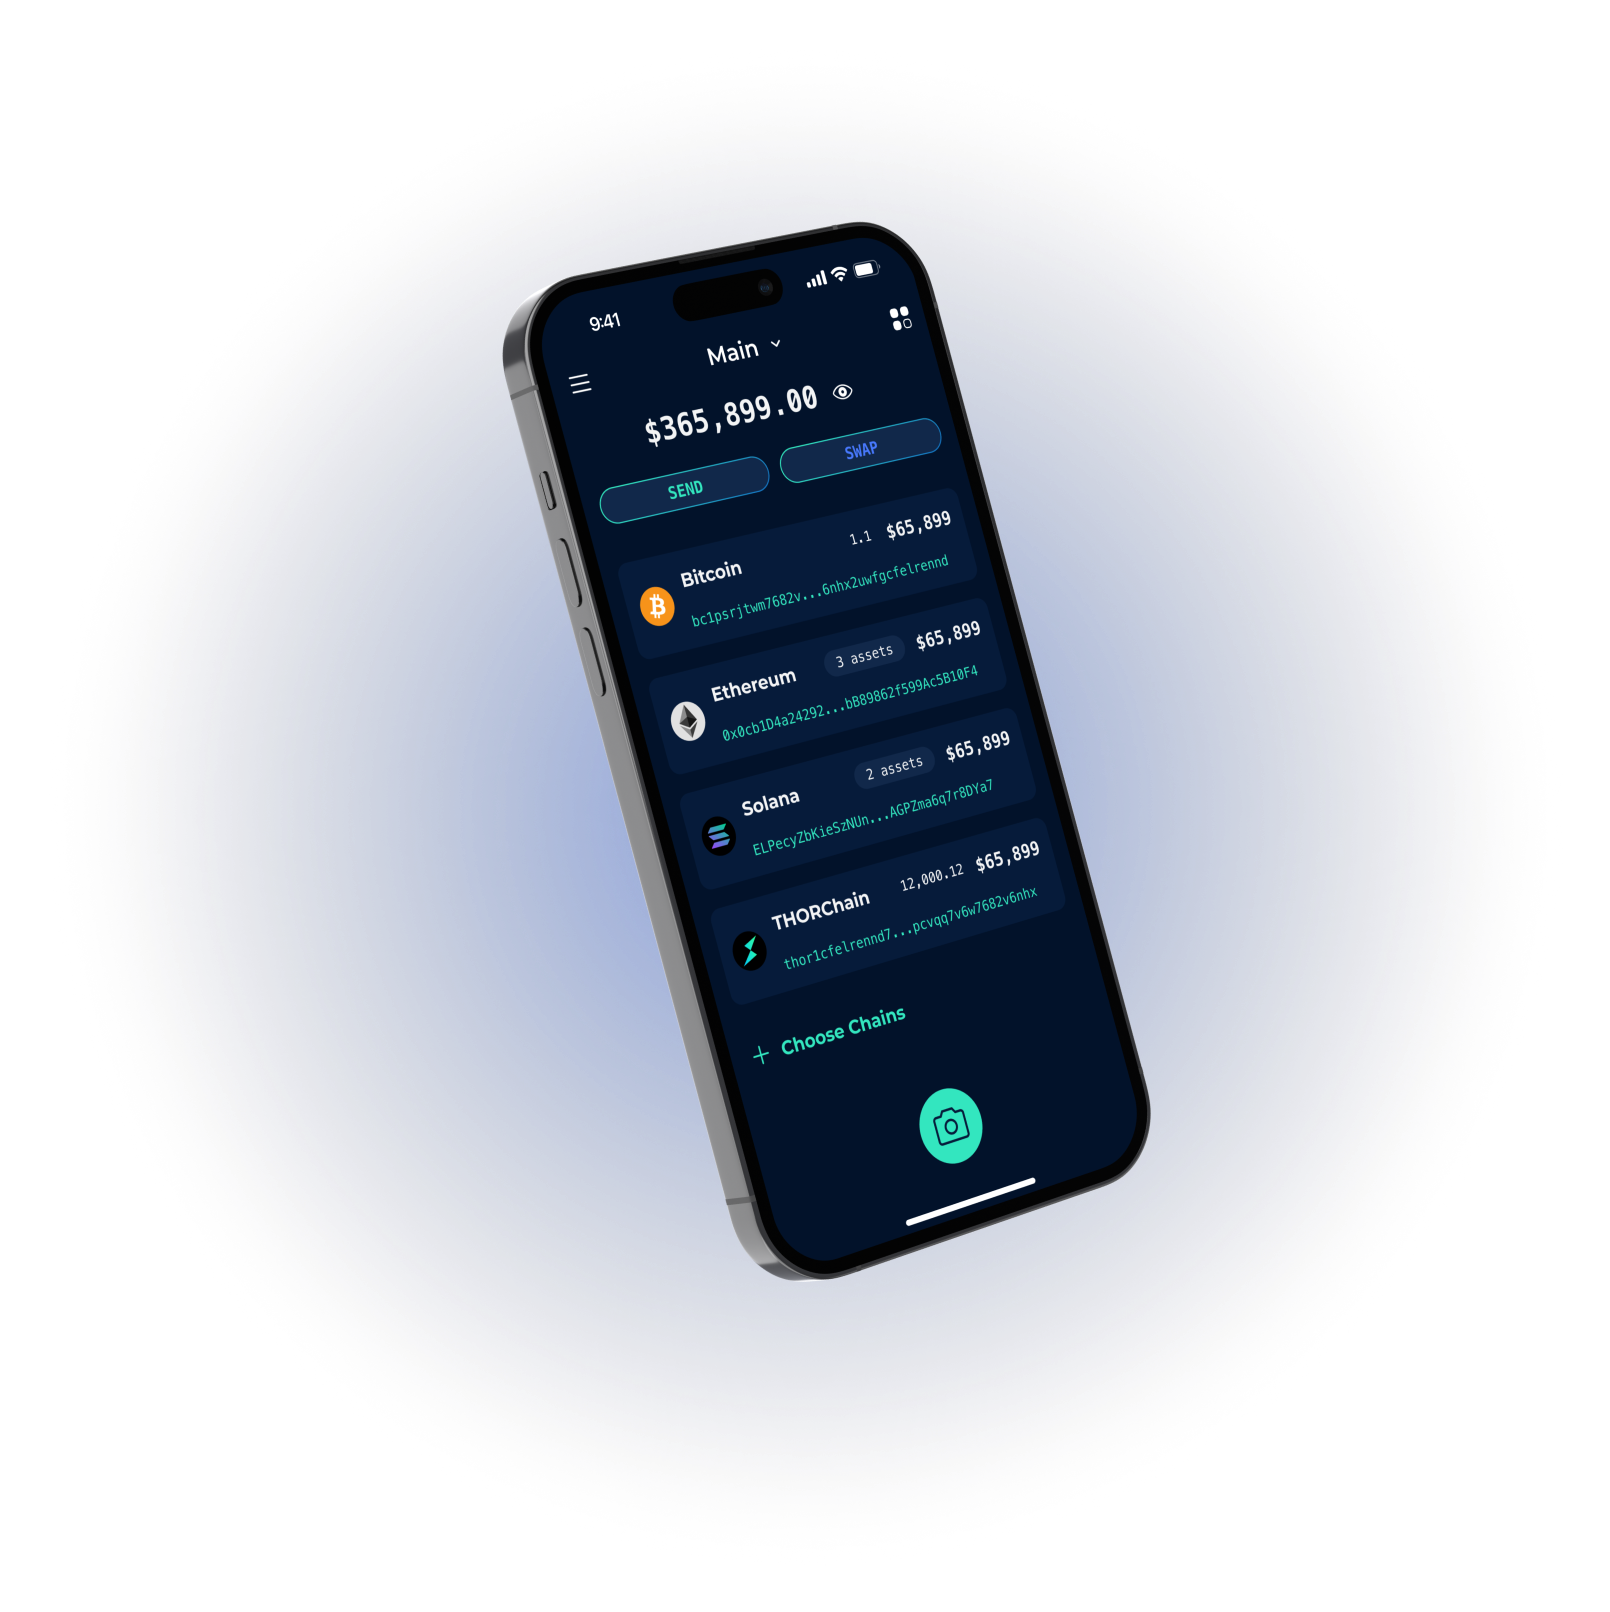 9:41
Main
$365,899.00
SEND
SWAP
Bitcoin 1.1 $65,899
bc1psrjtwm7682v...6nhx2uwfgcfelrennd
Ethereum 3 assets $65,899
0x0cb1D4a24292...bB89862f599Ac5B10F4
Solana 2 assets $65,899
ELPecyZbKieSzNUn...AGPZma6q7r8DYa7
THORChain 12,000.12 $65,899
thor1cfelrennd7...pcvqq7v6w7682v6nhx
+ Choose Chains